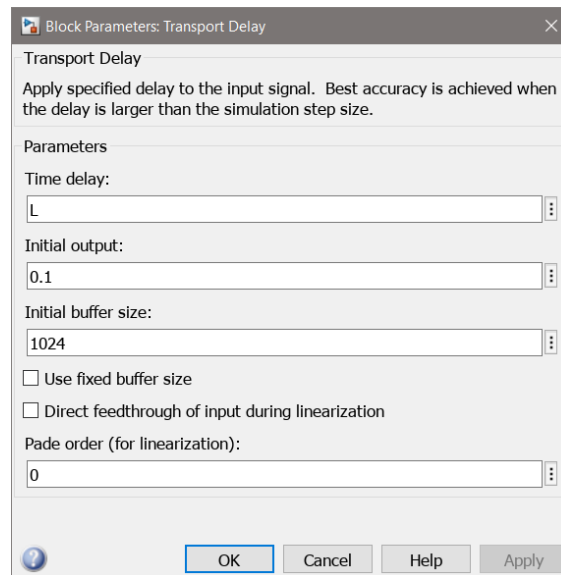 Block Parameters: Transport Delay
Transport Delay
Apply specified delay to the input signal.  Best accuracy is achieved when
the delay is larger than the simulation step size.
Parameters
Time delay:
L
Initial output:
0.1
Initial buffer size:
1024
Use fixed buffer size
Direct feedthrough of input during linearization
Pade order (for linearization):
0
OK Cancel Help Apply